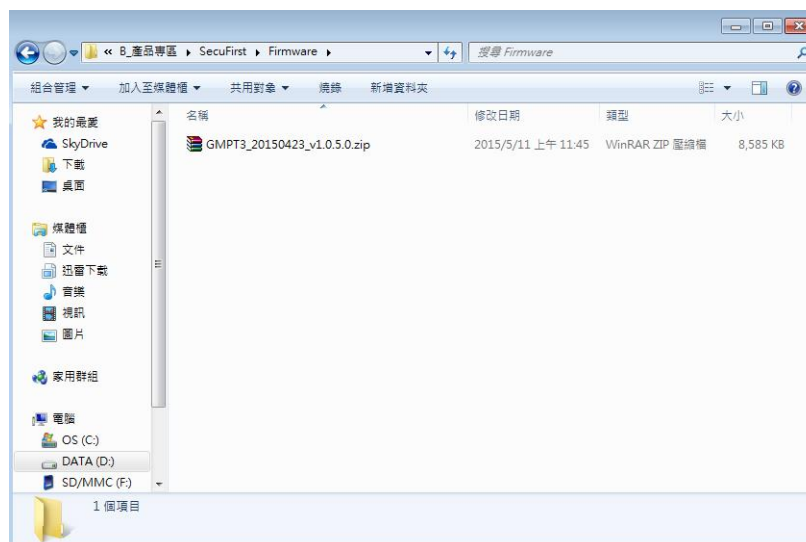 « B_產品專區 ▸ SecuFirst ▸ Firmware ▸
搜尋 Firmware
組合管理 ▼ 加入至媒體櫃 ▼ 共用對象 ▼ 燒錄 新增資料夾
名稱 修改日期 類型 大小
GMPT3_20150423_v1.0.5.0.zip 2015/5/11 上午 11:45 WinRAR ZIP 壓縮檔 8,585 KB
我的最愛
SkyDrive
下載
桌面
媒體櫃
文件
迅雷下載
音樂
視訊
圖片
家用群組
電腦
OS (C:)
DATA (D:)
SD/MMC (F:)
1 個項目